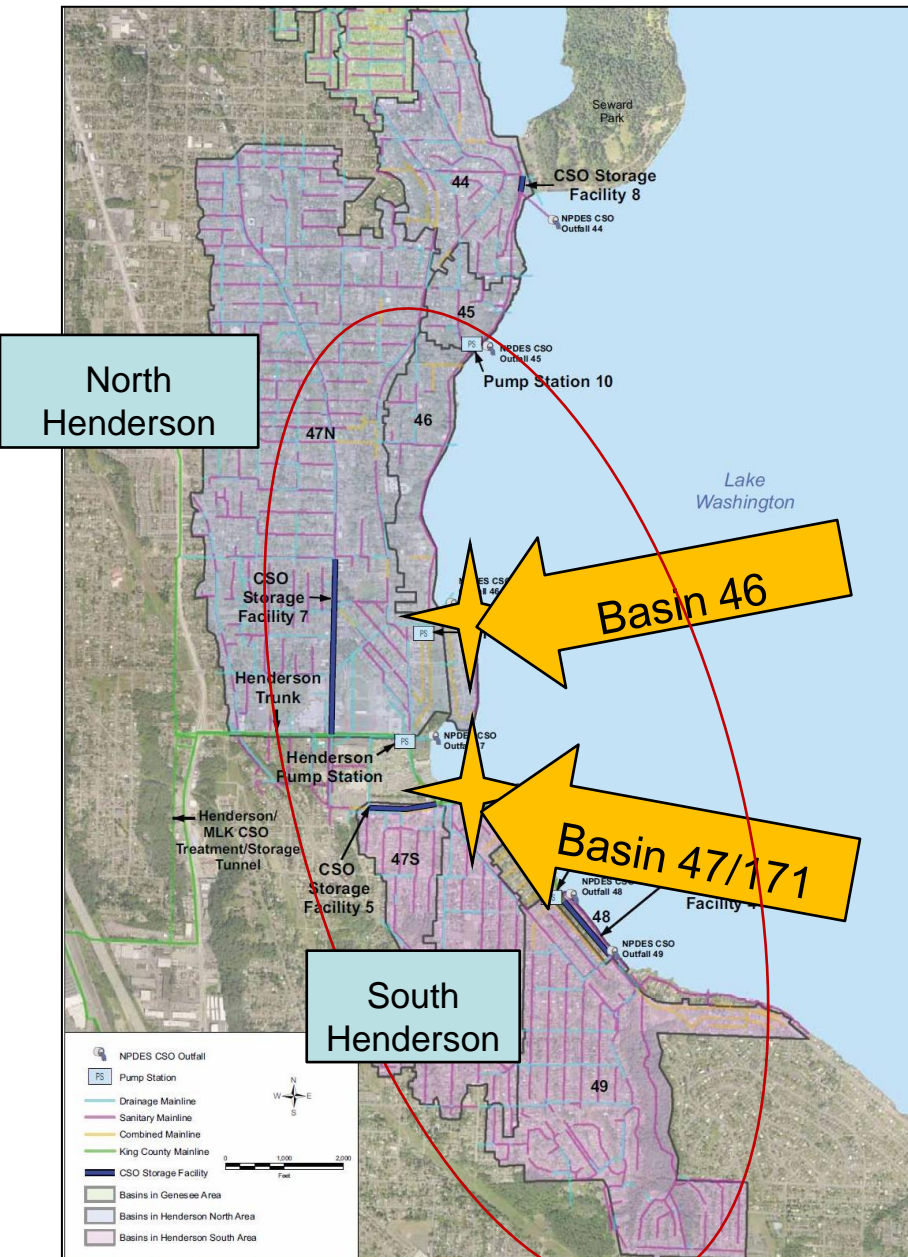 Seward
Park
44
CSO Storage
Facility 8
NPDES CSO
Outfall 44
45
NPDES CSO
Outfall 45
PS
Pump Station 10
North
Henderson
46
47N
Lake
Washington
CSO
Storage
Facility 7
Basin 46
PS
Henderson
Trunk
PS
NPDES CSO
Henderson
Pump Station
Henderson/
MLK CSO
Treatment/Storage
Tunnel
CSO
Storage
Facility 5
47S
Basin 47/171
NPDES CSO
Outfall 48
48
Facility
NPDES CSO
Outfall 49
South
Henderson
49
NPDES CSO Outfall
PS
Pump Station
Drainage Mainline
Sanitary Mainline
Combined Mainline
King County Mainline
CSO Storage Facility
Basins in Genesee Area
Basins in Henderson North Area
Basins in Henderson South Area
N
W E
S
0 1,000 2,000
Feet